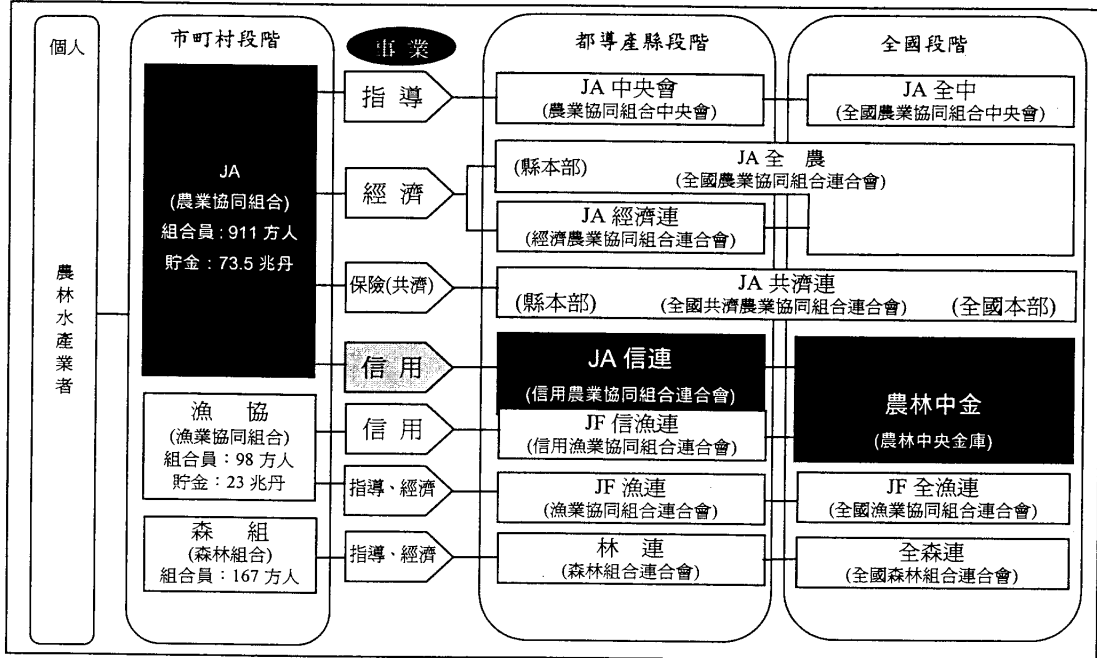 個人
農林水產業者
市町村段階
JA
(農業協同組合)
組合員:911 方人
貯金:73.5 兆丹
漁 協
(漁業協同組合)
組合員:98 方人
貯金:23 兆丹
森 組
(森林組合)
組合員:167 方人
事 業
指 導
經 濟
保險(共濟)
信 用
信 用
指導、經濟
指導、經濟
都導產縣段階
JA 中央會
(農業協同組合中央會)
(縣本部)
JA 全 農
(全國農業協同組合連合會)
JA 經濟連
(經濟農業協同組合連合會)
(縣本部)
JA 共濟連
(全國共濟農業協同組合連合會)
(全國本部)
JA 信連
(信用農業協同組合連合會)
JF 信漁連
(信用漁業協同組合連合會)
JF 漁連
(漁業協同組合連合會)
林 連
(森林組合連合會)
全國段階
JA 全中
(全國農業協同組合中央會)
農林中金
(農林中央金庫)
JF 全漁連
(全國漁業協同組合連合會)
全森連
(全國森林組合連合會)